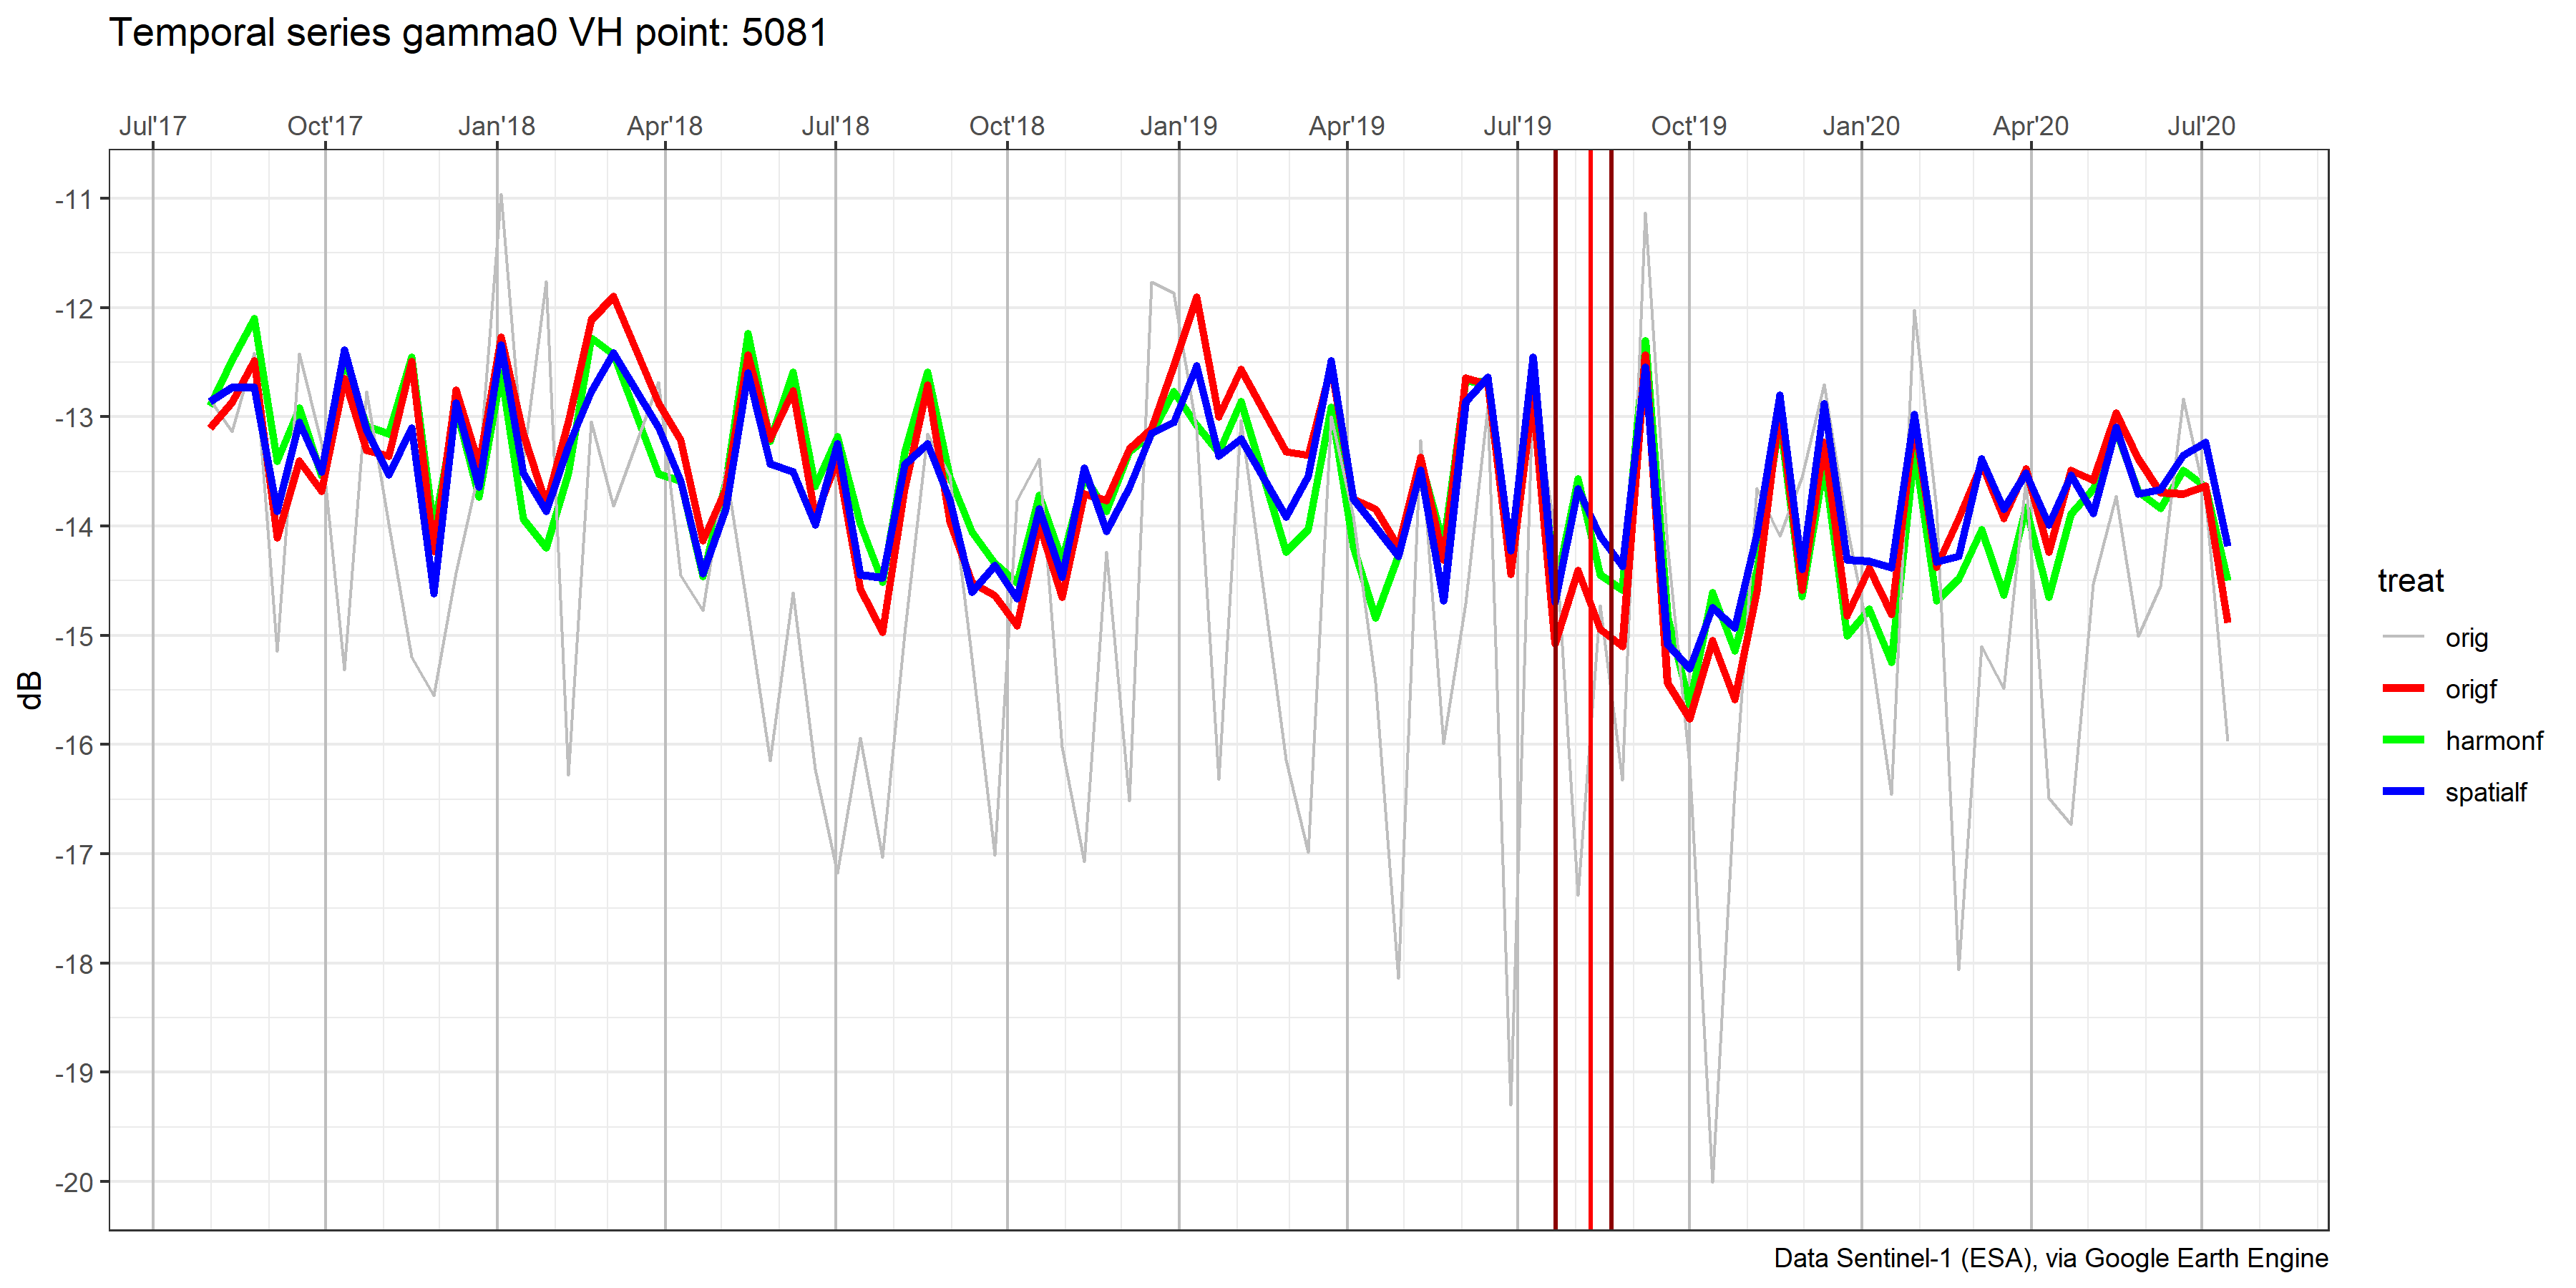 Temporal series gamma0 VH point: 5081
Jul'17 Oct'17 Jan'18 Apr'18 Jul'18 Oct'18 Jan'19 Apr'19 Jul'19 Oct'19 Jan'20 Apr'20 Jul'20
-11
-12
-13
-14
-15
-16
-17
-18
-19
-20
dB
treat
orig
origf
harmonf
spatialf
Data Sentinel-1 (ESA), via Google Earth Engine